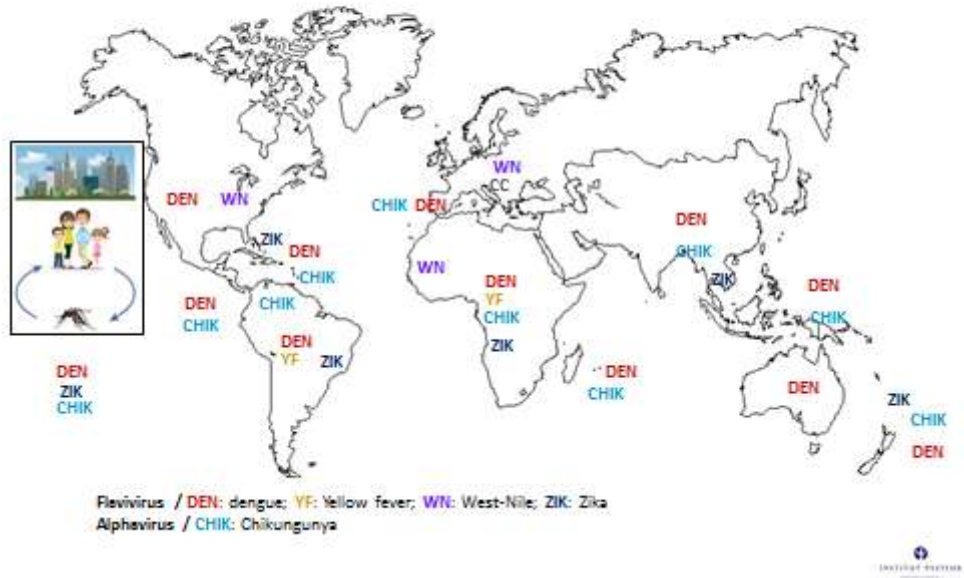 WN
CC
DEN
WN
CHIK
DEN
DEN
ZIK
DEN
CHIK
CHIK
WN
DEN
YF
CHIK
ZIK
ZIK
DEN
CHIK
DEN
CHIK
CHIK
DEN
YF
ZIK
DEN
ZIK
CHIK
DEN
CHIK
DEN
ZIK
CHIK
DEN
Flavivirus / DEN: dengue; YF: Yellow fever; WN: West-Nile; ZIK: Zika
Alphavirus / CHIK: Chikungunya
INSTITUT PASTEUR